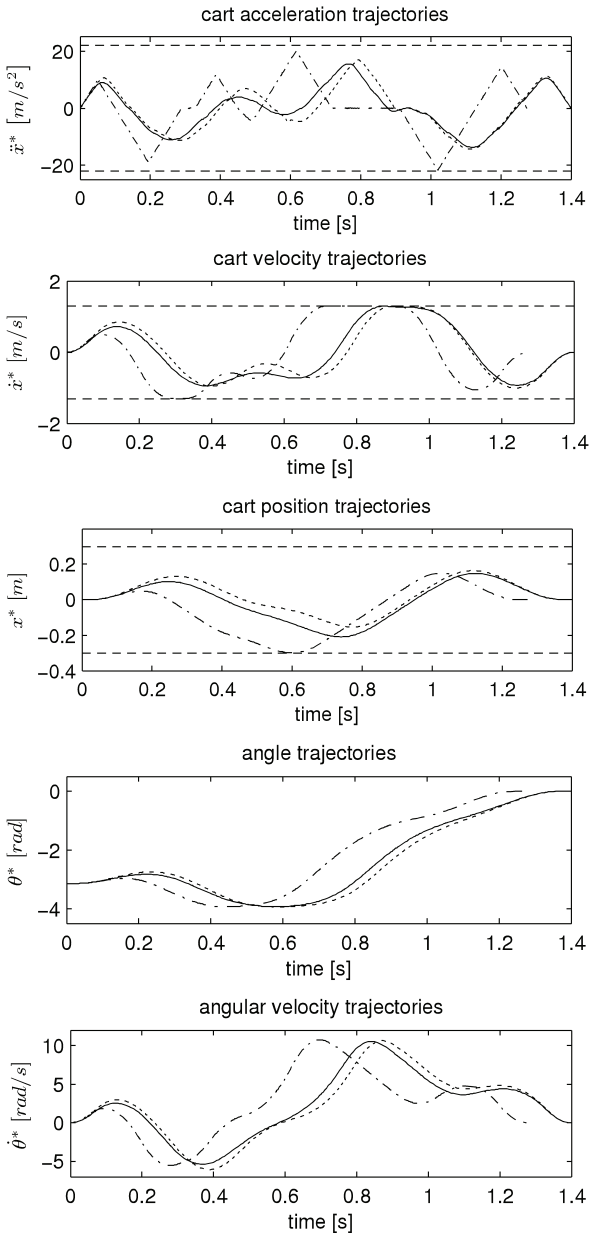 cart acceleration trajectories
20
0
−20
ẍ* [m/s²]
0 0.2 0.4 0.6 0.8 1 1.2 1.4
time [s]
cart velocity trajectories
2
0
−2
ẋ* [m/s]
0 0.2 0.4 0.6 0.8 1 1.2 1.4
time [s]
cart position trajectories
0.2
0
−0.2
−0.4
x* [m]
0 0.2 0.4 0.6 0.8 1 1.2 1.4
time [s]
angle trajectories
0
−2
−4
θ* [rad]
0 0.2 0.4 0.6 0.8 1 1.2 1.4
time [s]
angular velocity trajectories
10
5
0
−5
θ̇* [rad/s]
0 0.2 0.4 0.6 0.8 1 1.2 1.4
time [s]